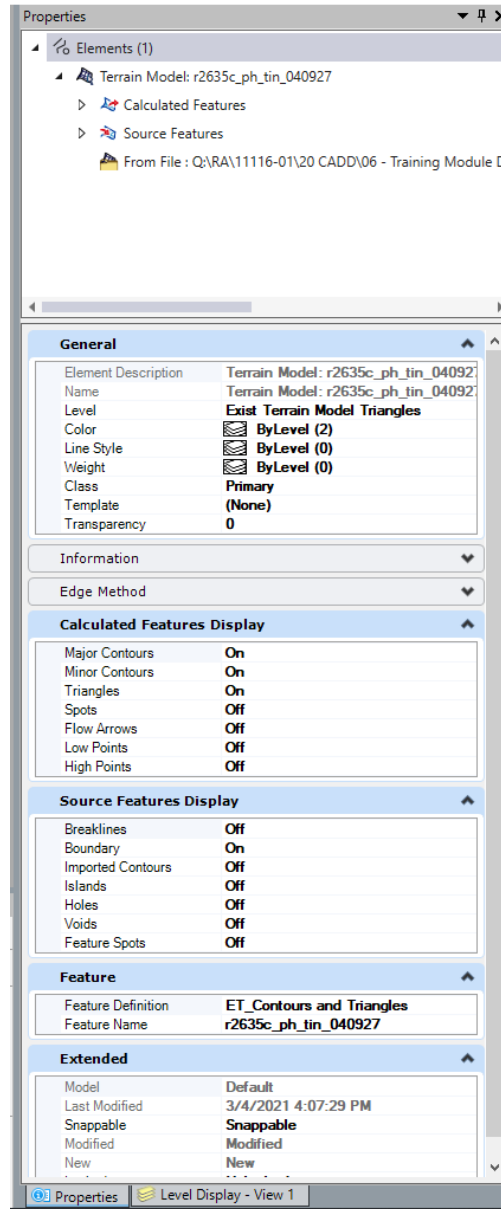 Properties
Elements (1)
Terrain Model: r2635c_ph_tin_040927
Calculated Features
Source Features
From File : Q:\RA\11116-01\20 CADD\06 - Training Module D
General
Element Description Terrain Model: r2635c_ph_tin_040927
Name Terrain Model: r2635c_ph_tin_040927
Level Exist Terrain Model Triangles
Color ByLevel (2)
Line Style ByLevel (0)
Weight ByLevel (0)
Class Primary
Template (None)
Transparency 0
Information
Edge Method
Calculated Features Display
Major Contours On
Minor Contours On
Triangles On
Spots Off
Flow Arrows Off
Low Points Off
High Points Off
Source Features Display
Breaklines Off
Boundary On
Imported Contours Off
Islands Off
Holes Off
Voids Off
Feature Spots Off
Feature
Feature Definition ET_Contours and Triangles
Feature Name r2635c_ph_tin_040927
Extended
Model Default
Last Modified 3/4/2021 4:07:29 PM
Snappable Snappable
Modified Modified
New New
Properties Level Display - View 1